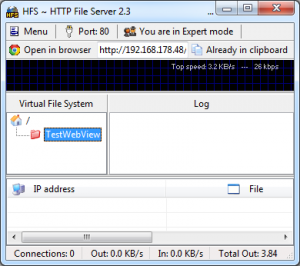 HFS ~ HTTP File Server 2.3
Menu Port: 80 You are in Expert mode
Open in browser http://192.168.178.48/ Already in clipboard
Top speed: 3.2 KB/s --- 26 kbps
Virtual File System Log
/
TestWebView
IP address File
Connections: 0 Out: 0.0 KB/s In: 0.0 KB/s Total Out: 3.84